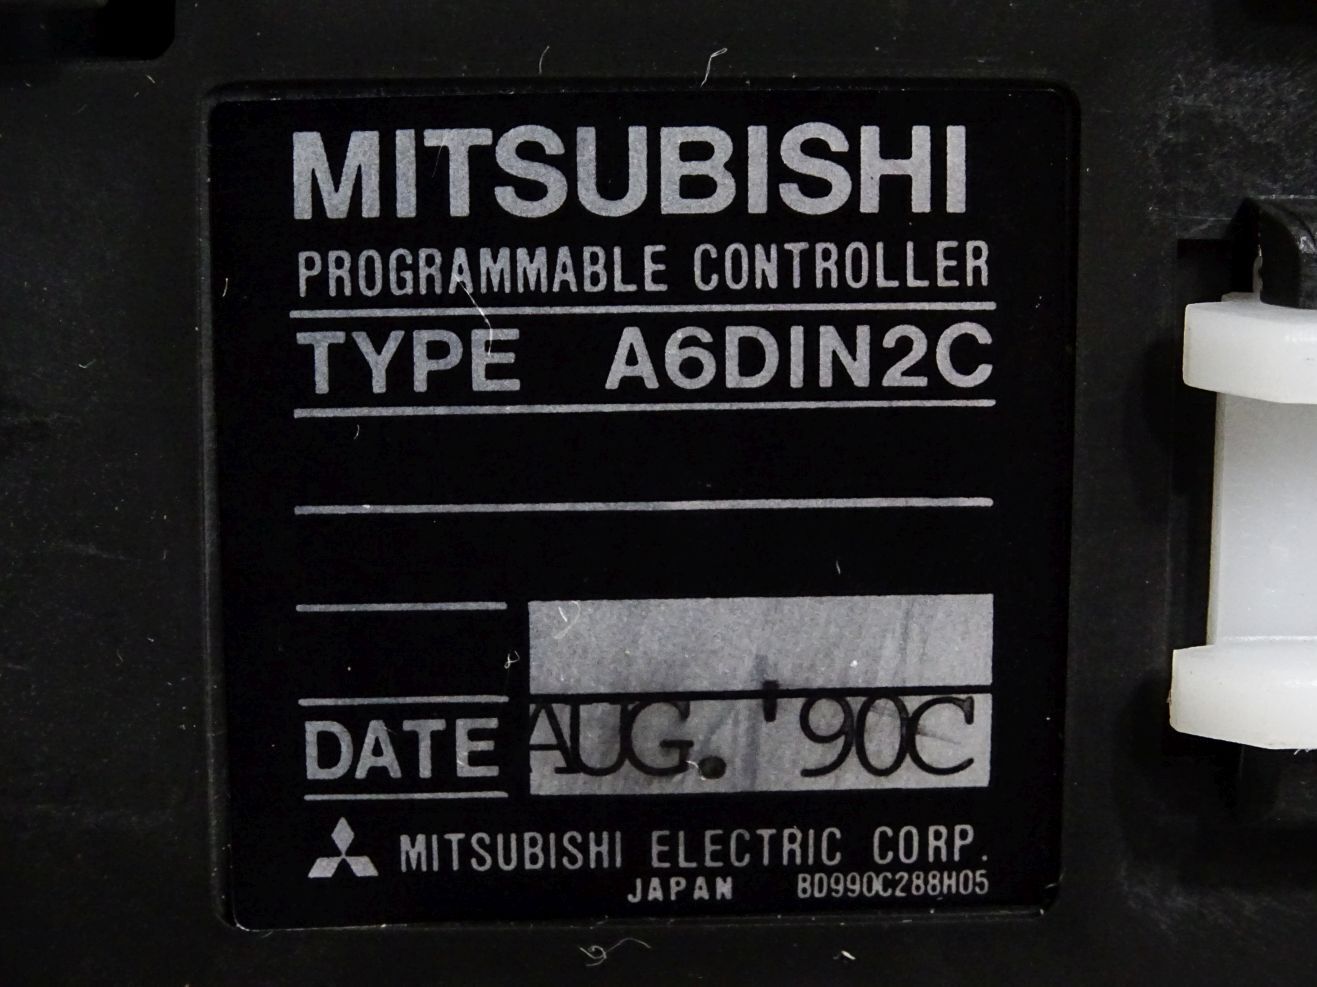 MITSUBISHI
PROGRAMMABLE CONTROLLER
TYPE A6DIN2C
DATE AUG. '90C
MITSUBISHI ELECTRIC CORP.
JAPAN BD990C288H05